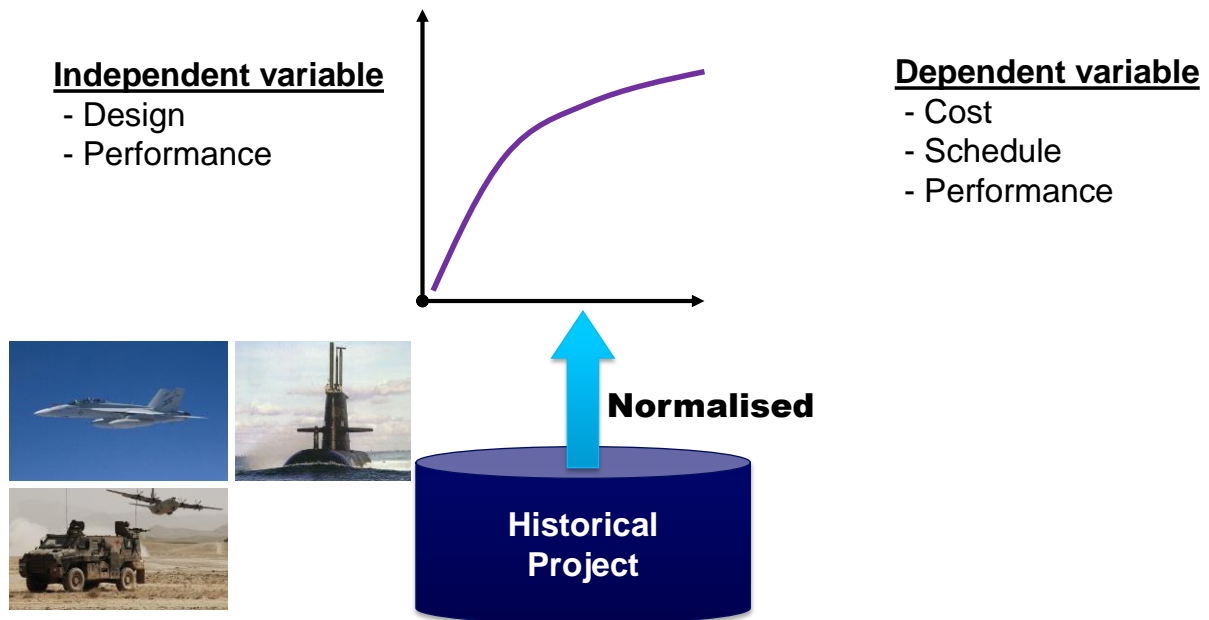 Independent variable
- Design
- Performance
Dependent variable
- Cost
- Schedule
- Performance
Normalised
Historical
Project